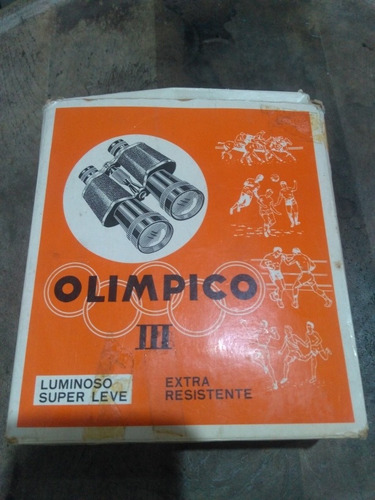 OLIMPICO
III
LUMINOSO
SUPER LEVE
EXTRA
RESISTENTE